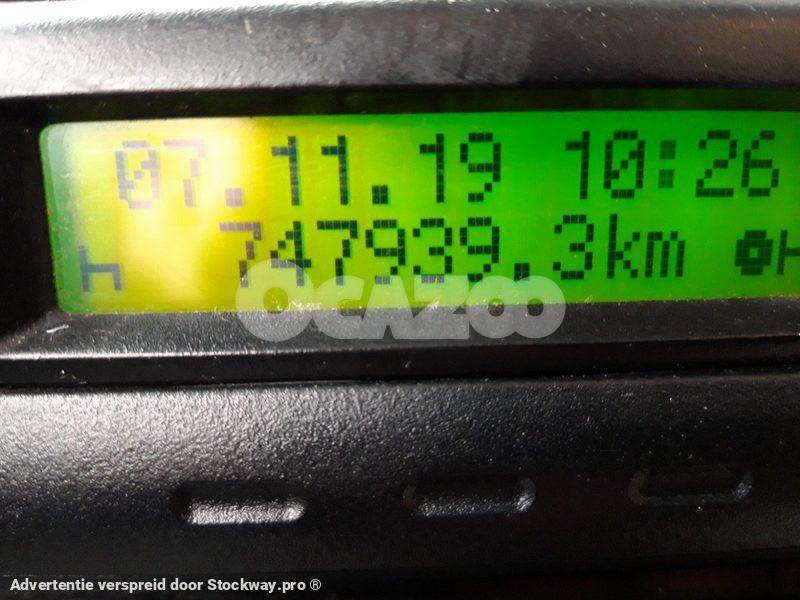 07.11.19 10:26
747939.3km
OCAZOO
Advertentie verspreid door Stockway.pro ®